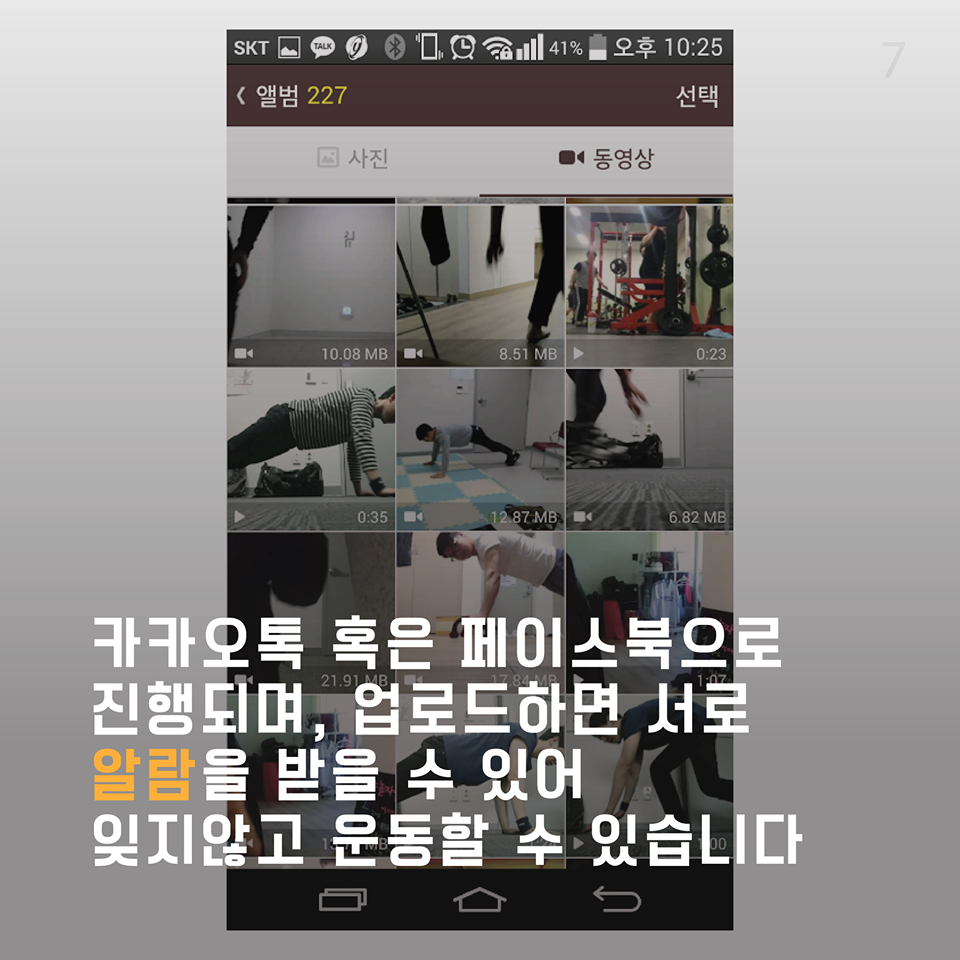 SKT TALK 41% 오후 10:25
7
앨범 227 선택
사진 동영상
10.08 MB 8.51 MB 0:23
0:35 12.87 MB 6.82 MB
21.91 MB 17.84 MB 1:07
카카오톡 혹은 페이스북으로
진행되며, 업로드하면 서로
알람을 받을 수 있어
잊지않고 운동할 수 있습니다